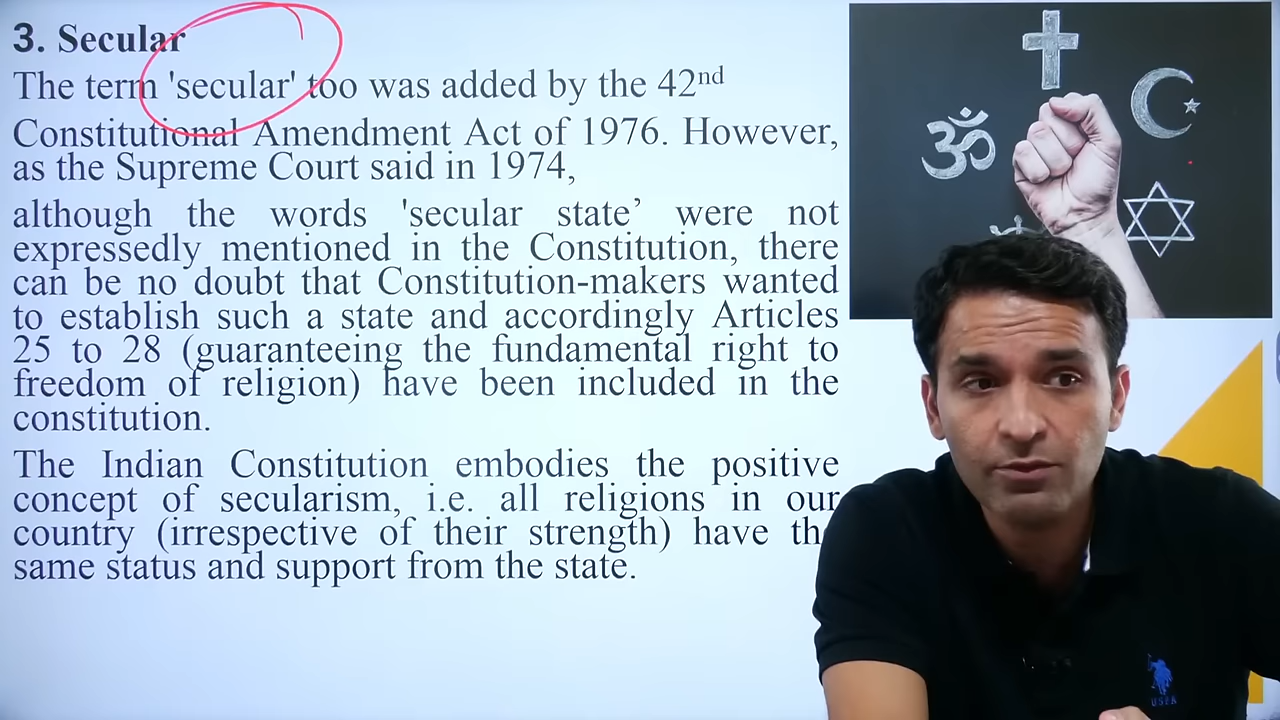 3. Secular
The term 'secular' too was added by the 42nd
Constitutional Amendment Act of 1976. However,
as the Supreme Court said in 1974,
although the words 'secular state’ were not
expressedly mentioned in the Constitution, there
can be no doubt that Constitution-makers wanted
to establish such a state and accordingly Articles
25 to 28 (guaranteeing the fundamental right to
freedom of religion) have been included in the
constitution.
The Indian Constitution embodies the positive
concept of secularism, i.e. all religions in our
country (irrespective of their strength) have the
same status and support from the state.
ॐ